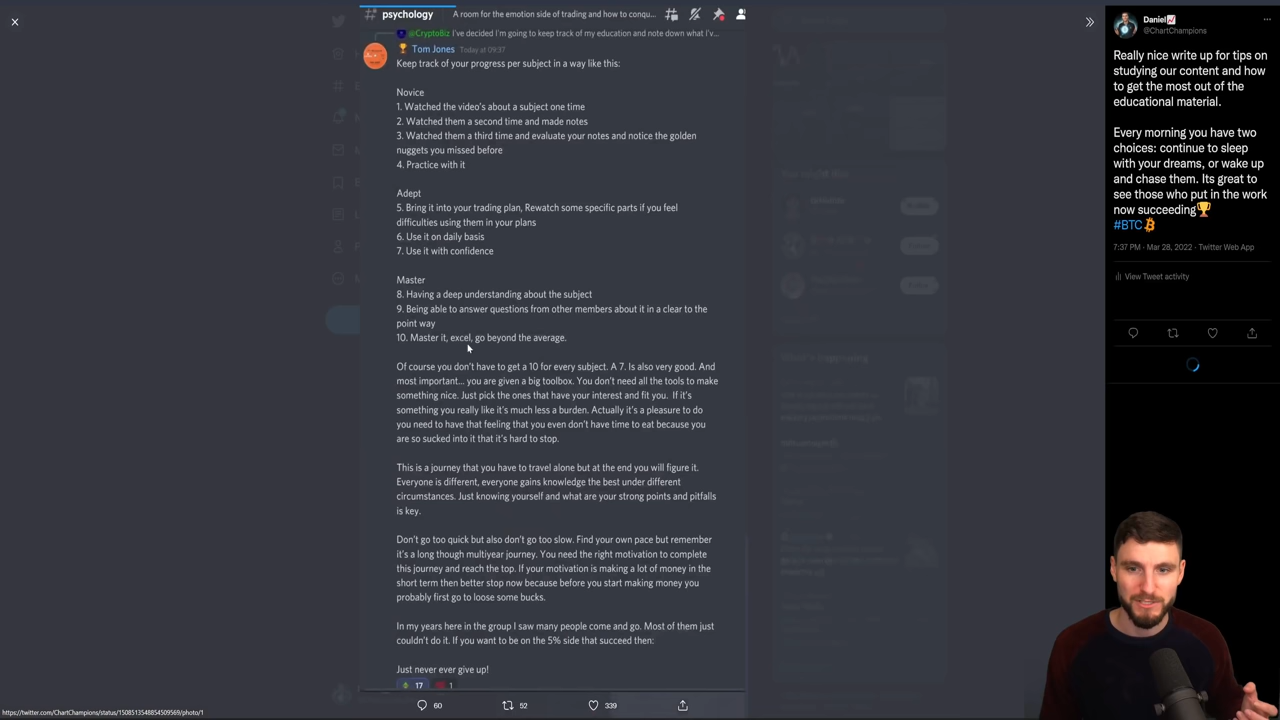 # psychology
A room for the emotion side of trading and how to conqu...
@CryptoBiz I've decided I'm going to keep track of my education and note down what I'v...
Tom Jones Today at 09:37
Keep track of your progress per subject in a way like this:
Novice
1. Watched the video's about a subject one time
2. Watched them a second time and made notes
3. Watched them a third time and evaluate your notes and notice the golden
nuggets you missed before
4. Practice with it
Adept
5. Bring it into your trading plan, Rewatch some specific parts if you feel
difficulties using them in your plans
6. Use it on daily basis
7. Use it with confidence
Master
8. Having a deep understanding about the subject
9. Being able to answer questions from other members about it in a clear to the
point way
10. Master it, excel, go beyond the average.
Of course you don't have to get a 10 for every subject. A 7. Is also very good. And
most important... you are given a big toolbox. You don't need all the tools to make
something nice. Just pick the ones that have your interest and fit you. If it's
something you really like it's much less a burden. Actually it's a pleasure to do
you need to have that feeling that you even don't have time to eat because you
are so sucked into it that it's hard to stop.
This is a journey that you have to travel alone but at the end you will figure it.
Everyone is different, everyone gains knowledge the best under different
circumstances. Just knowing yourself and what are your strong points and pitfalls
is key.
Don't go too quick but also don't go too slow. Find your own pace but remember
it's a long though multiyear journey. You need the right motivation to complete
this journey and reach the top. If your motivation is making a lot of money in the
short term then better stop now because before you start making money you
probably first go to loose some bucks.
In my years here in the group I saw many people come and go. Most of them just
couldn't do it. If you want to be on the 5% side that succeed then:
Just never ever give up!
17 1
60 52 339
https://twitter.com/ChartChampions/status/1508513548854509569/photo/1
Daniel
@ChartChampions
Really nice write up for tips on
studying our content and how
to get the most out of the
educational material.
Every morning you have two
choices: continue to sleep
with your dreams, or wake up
and chase them. Its great to
see those who put in the work
now succeeding
#BTC
7:37 PM · Mar 28, 2022 · Twitter Web App
View Tweet activity